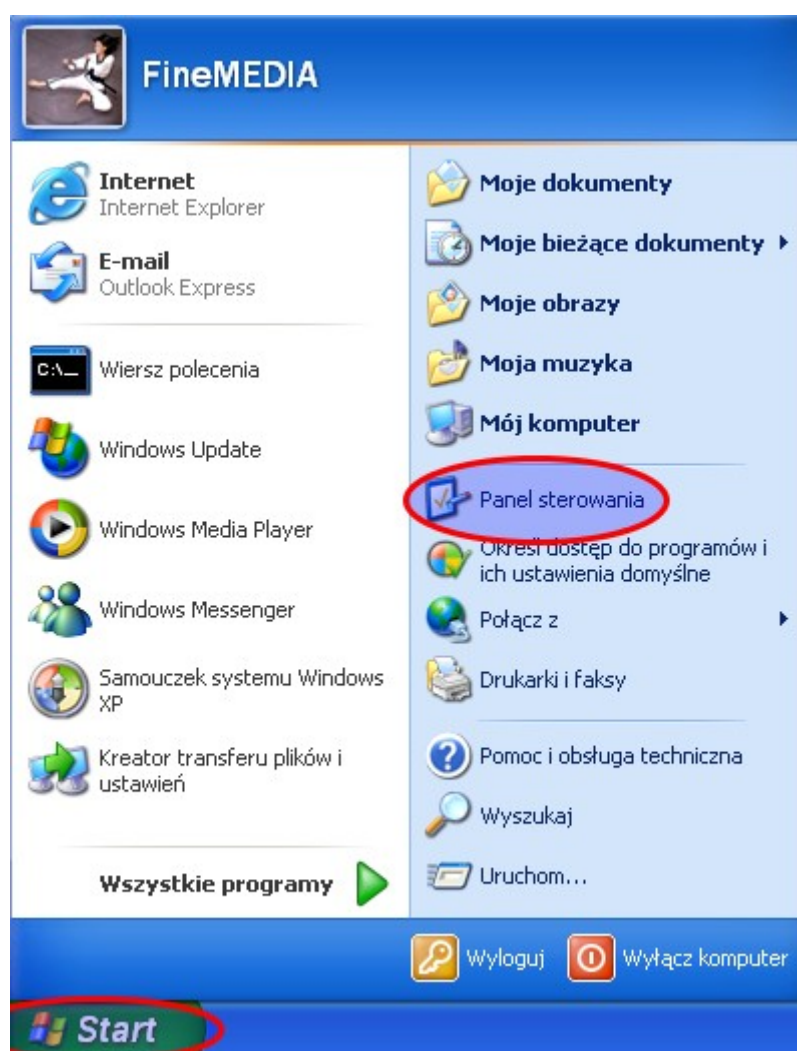 FineMEDIA
Internet
Internet Explorer
E-mail
Outlook Express
C:\_
Wiersz polecenia
Windows Update
Windows Media Player
Windows Messenger
Samouczek systemu Windows
XP
Kreator transferu plików i
ustawień
Wszystkie programy
Moje dokumenty
Moje bieżące dokumenty
Moje obrazy
Moja muzyka
Mój komputer
Panel sterowania
Określ dostęp do programów i
ich ustawienia domyślne
Połącz z
Drukarki i faksy
Pomoc i obsługa techniczna
Wyszukaj
Uruchom...
Wyloguj
Wyłącz komputer
Start